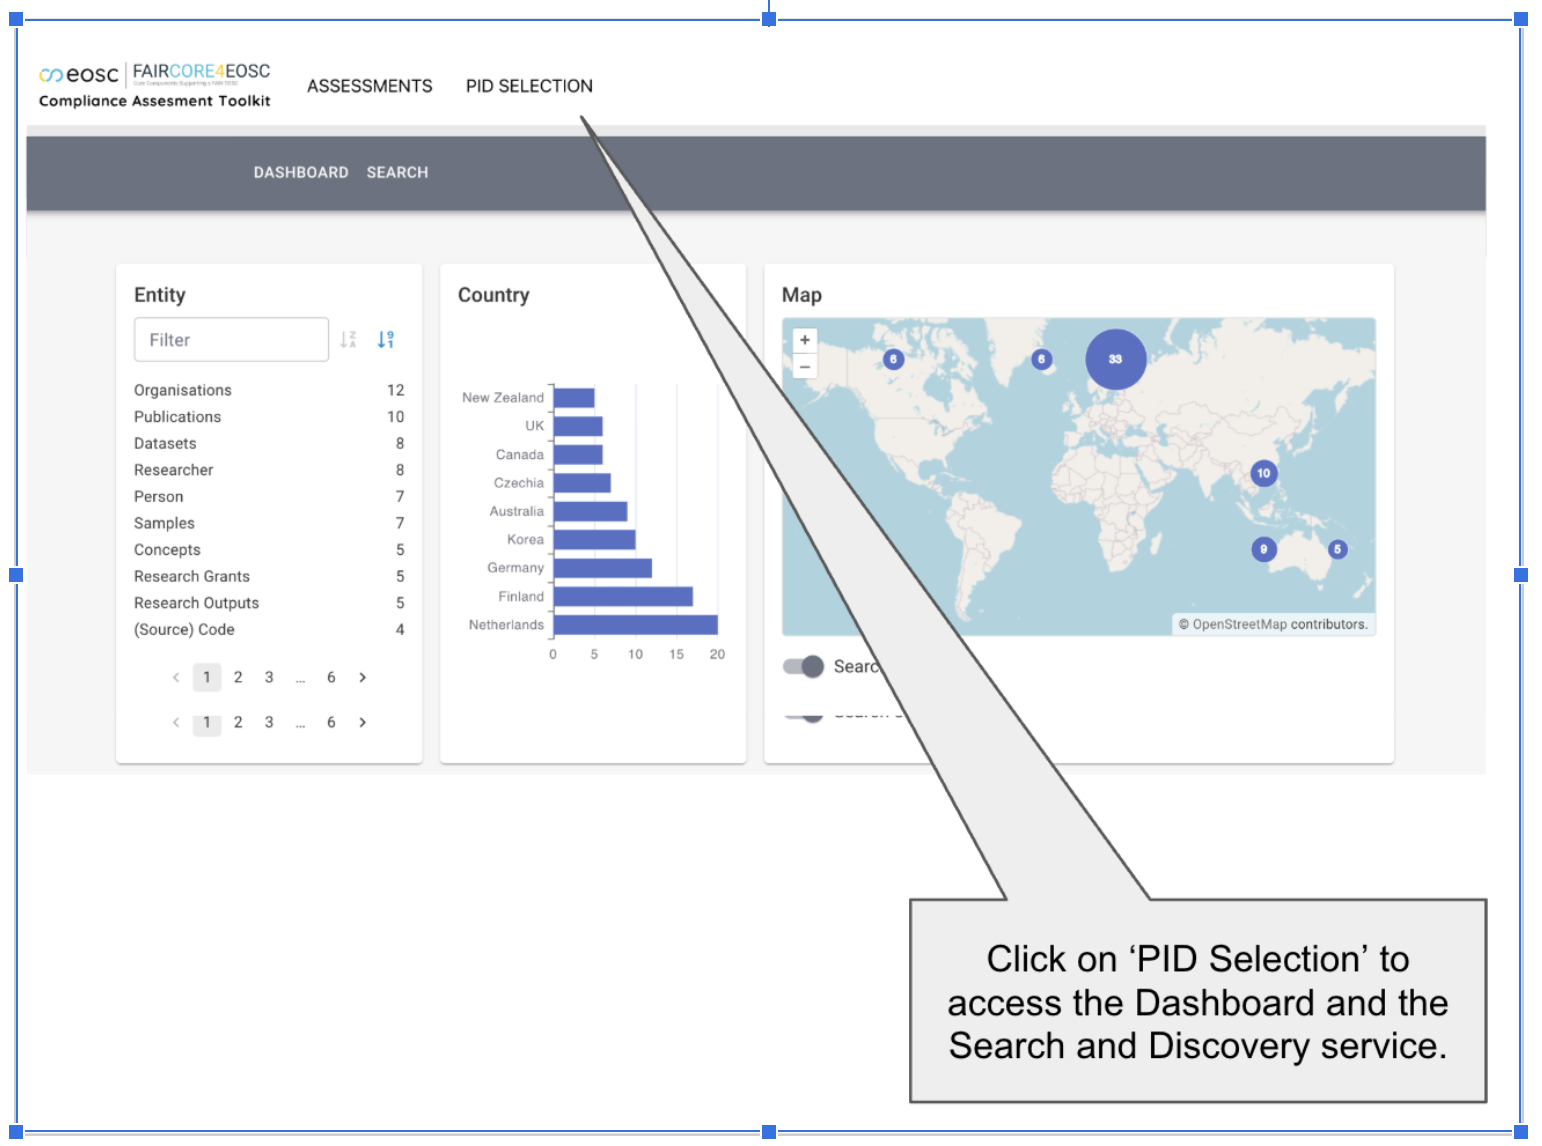 eosc FAIRCORE4EOSC
Compliance Assesment Toolkit
ASSESSMENTS PID SELECTION
DASHBOARD SEARCH
Entity
Filter
Organisations 12
Publications 10
Datasets 8
Researcher 8
Person 7
Samples 7
Concepts 5
Research Grants 5
Research Outputs 5
(Source) Code 4
< 1 2 3 ... 6 >
< 1 2 3 ... 6 >
Country
New Zealand
UK
Canada
Czechia
Australia
Korea
Germany
Finland
Netherlands
0 5 10 15 20
Map
+
−
6 6 33
10
9 5
© OpenStreetMap contributors.
Click on ‘PID Selection’ to
access the Dashboard and the
Search and Discovery service.